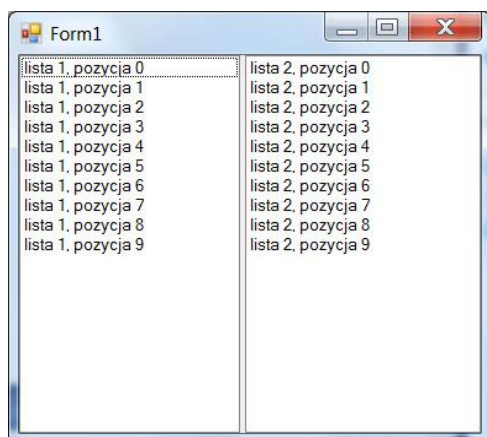 Form1
lista 1, pozycja 0
lista 1, pozycja 1
lista 1, pozycja 2
lista 1, pozycja 3
lista 1, pozycja 4
lista 1, pozycja 5
lista 1, pozycja 6
lista 1, pozycja 7
lista 1, pozycja 8
lista 1, pozycja 9
lista 2, pozycja 0
lista 2, pozycja 1
lista 2, pozycja 2
lista 2, pozycja 3
lista 2, pozycja 4
lista 2, pozycja 5
lista 2, pozycja 6
lista 2, pozycja 7
lista 2, pozycja 8
lista 2, pozycja 9